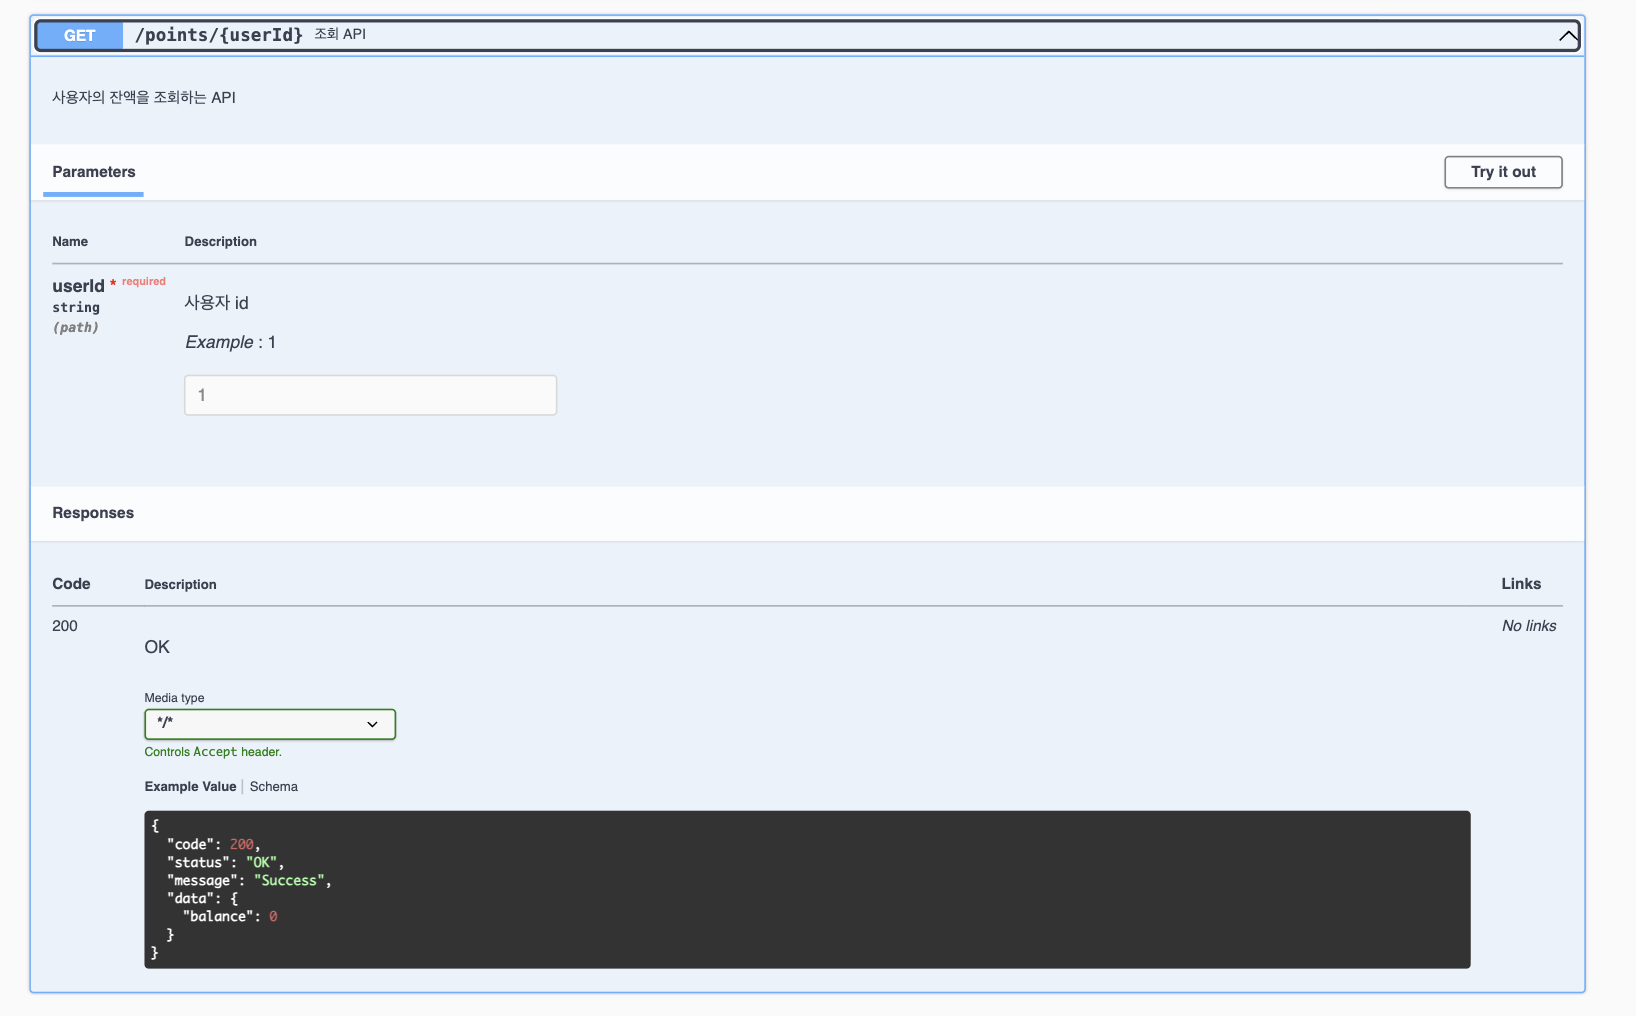 GET /points/{userId} 조회 API
사용자의 잔액을 조회하는 API
Parameters
Try it out
Name Description
userId * required
string
(path)
사용자 id
Example : 1
1
Responses
Code Description Links
200 No links
OK
Media type
*/*
Controls Accept header.
Example Value | Schema
{
  "code": 200,
  "status": "OK",
  "message": "Success",
  "data": {
    "balance": 0
  }
}